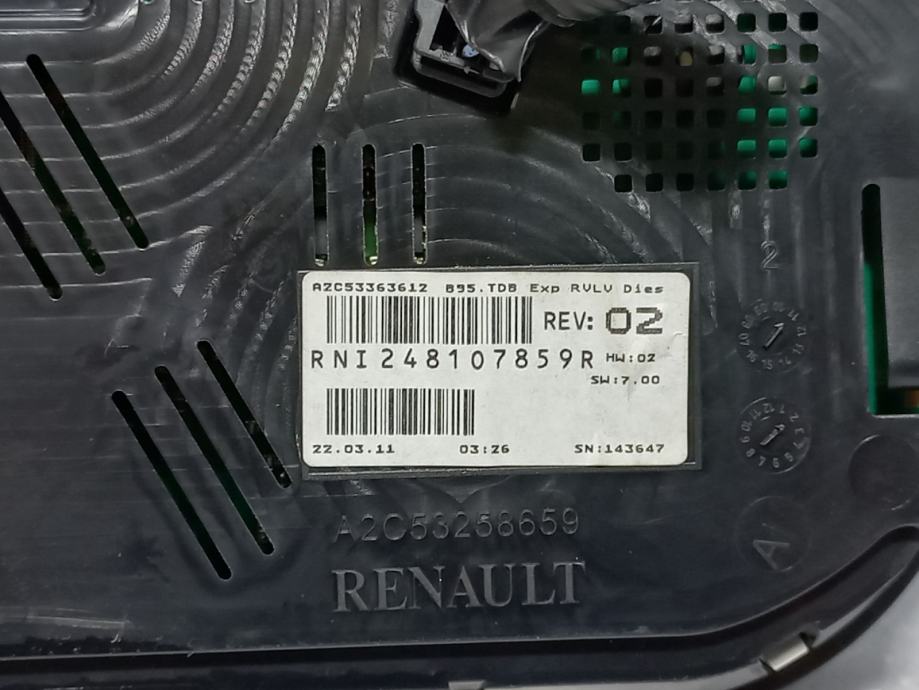 A2C53363612 B95.TDB Exp RVLV Dies
REV: 02
RNI248107859R HW:02
SW:7.00
22.03.11 03:26 SN:143647
A2C53258659
RENAULT
2